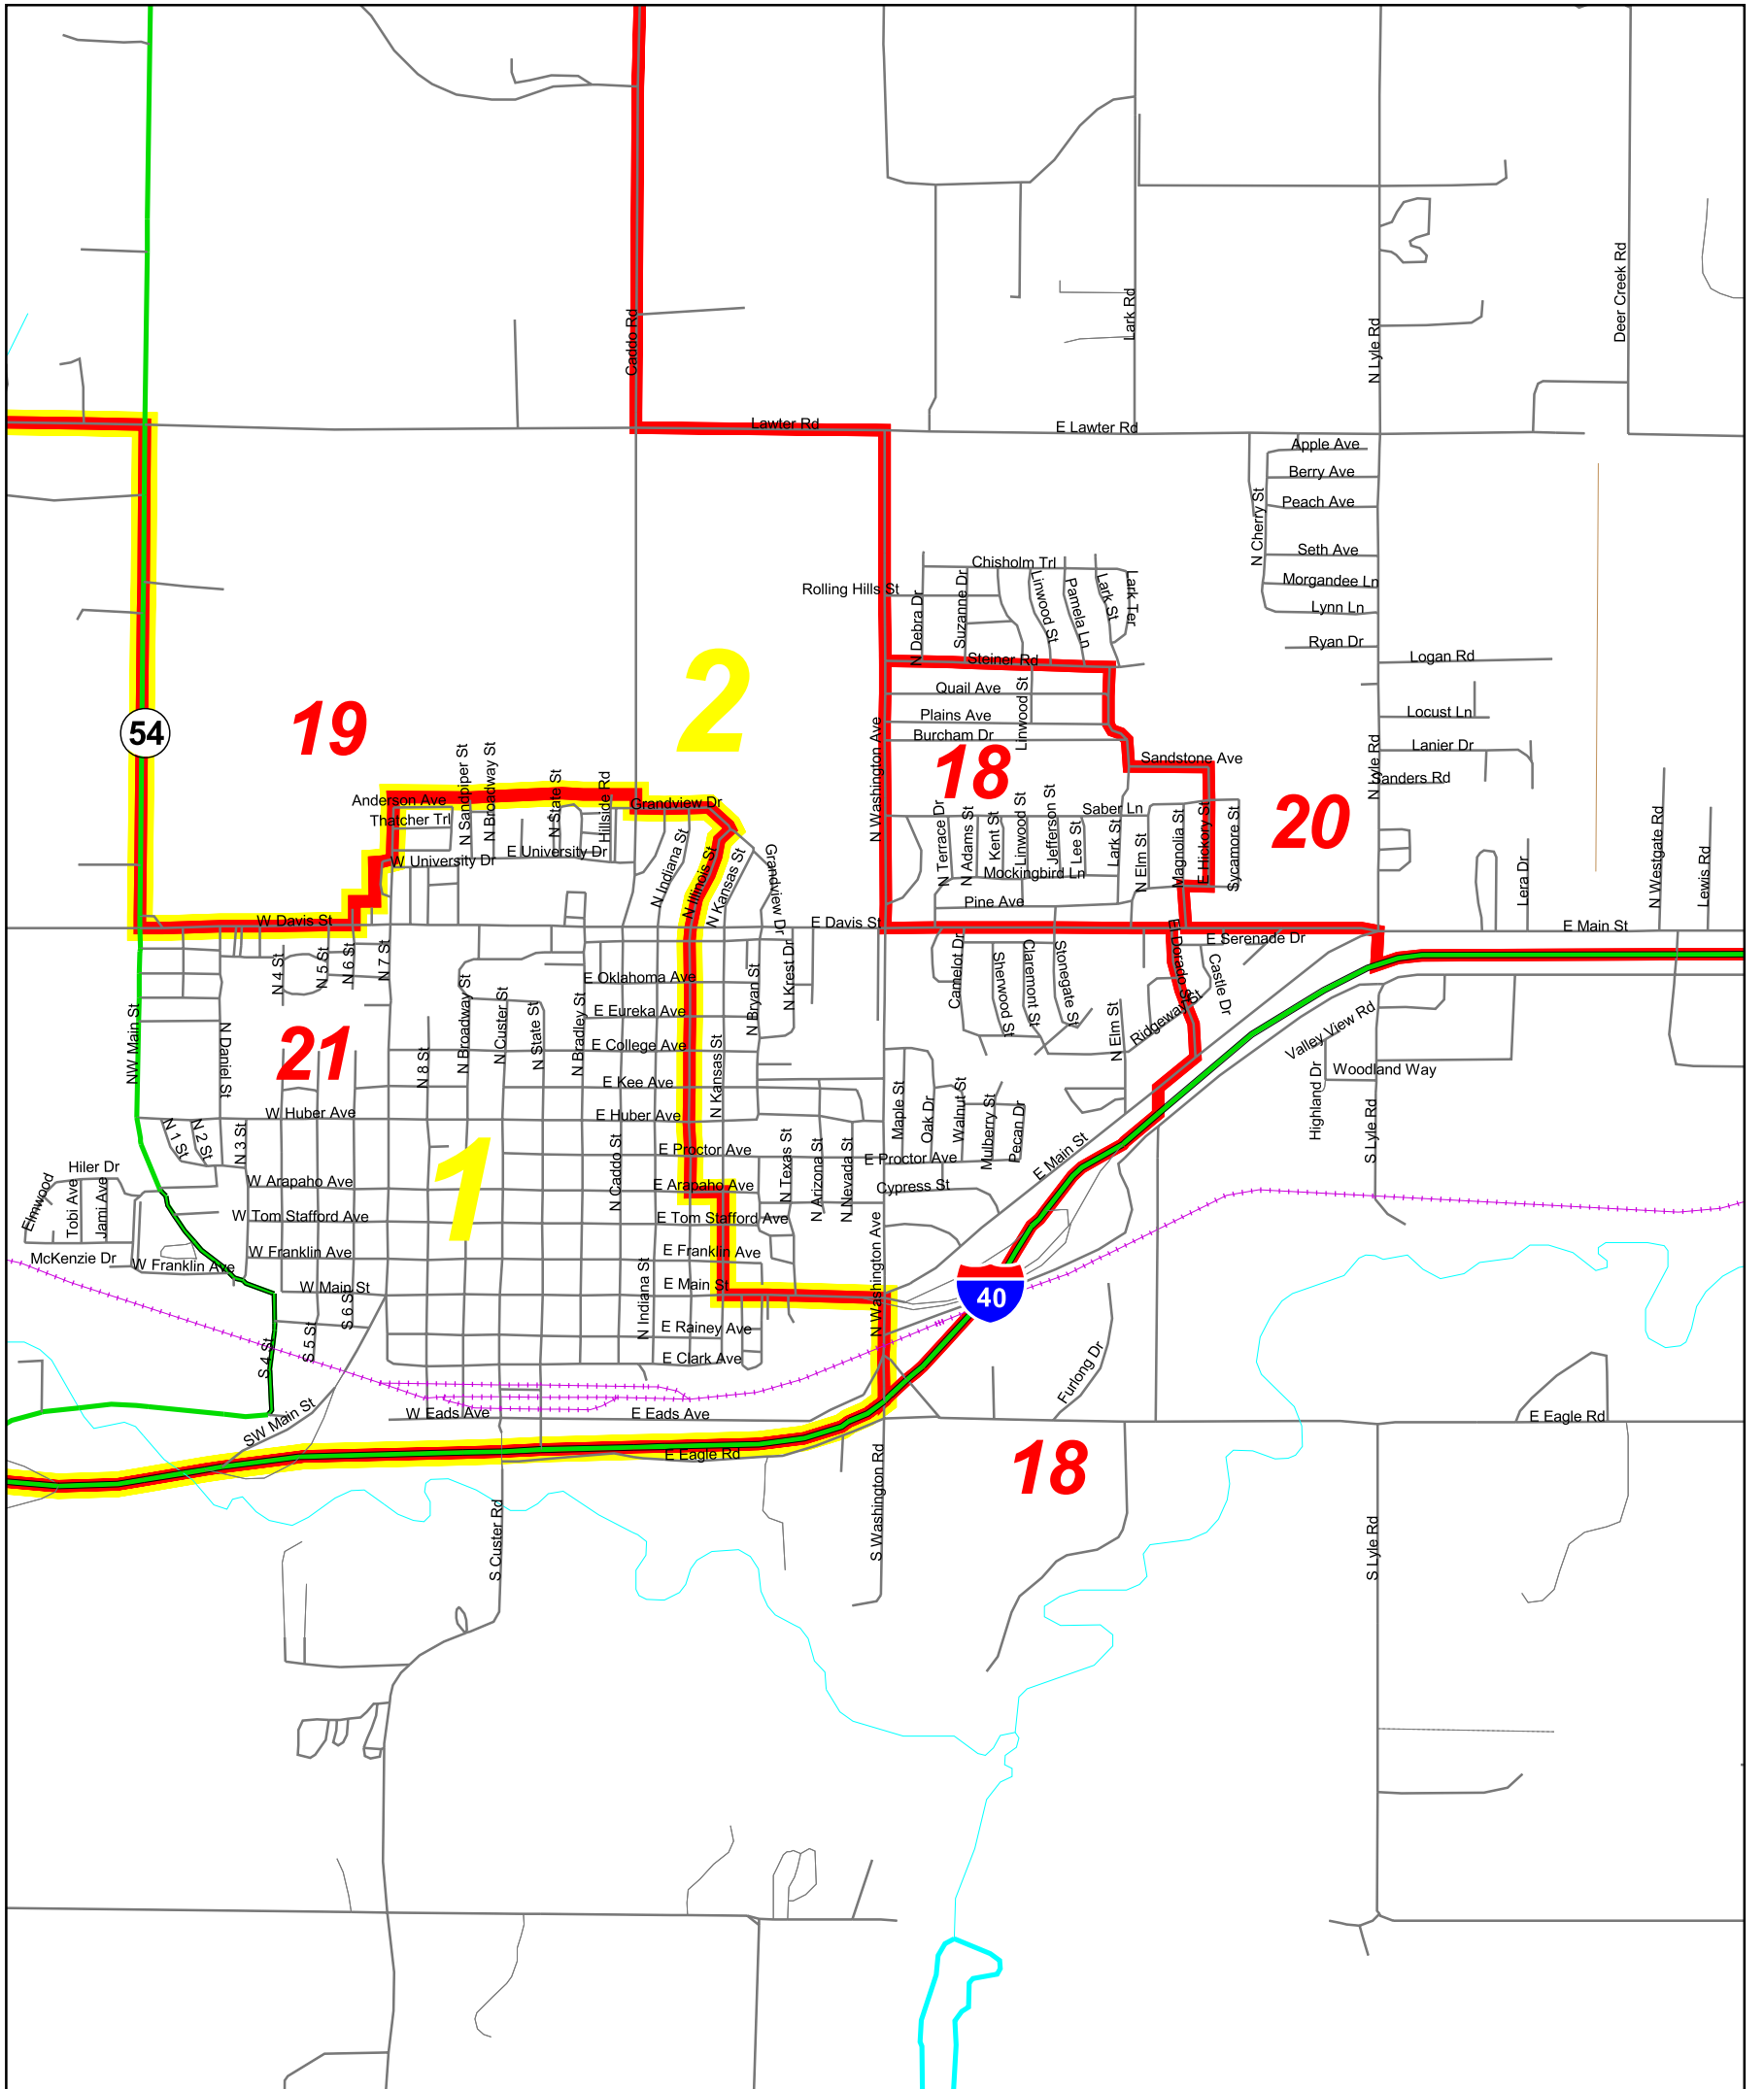 Caddo Rd
Lark Rd
N Lyle Rd
Deer Creek Rd
Lawter Rd
E Lawter Rd
Apple Ave
Berry Ave
Peach Ave
N Cherry St
Seth Ave
Morgandee Ln
Lynn Ln
Ryan Dr
Logan Rd
Chisholm Trl
Rolling Hills St
N Debra Dr
Suzanne Dr
Linwood St
Pamela Ln
Lark St
Lark Ter
Steiner Rd
Quail Ave
Linwood St
Plains Ave
Burcham Dr
Locust Ln
Lanier Dr
Sanders Rd
N Lyle Rd
2
19
54
18
20
N Washington Ave
Sandstone Ave
Anderson Ave
Thatcher Trl
N Sandpiper St
N Broadway St
N State St
Hillside Rd
Grandview Dr
W University Dr
E University Dr
N Indiana St
N Illinois St
N Kansas St
Grandview Dr
Saber Ln
N Terrace Dr
N Adams St
Kent St
Linwood St
Jefferson St
Lee St
Lark St
N Elm St
Magnolia St
E Hickory St
Sycamore St
Mockingbird Ln
Pine Ave
Lera Dr
N Westgate Rd
Lewis Rd
W Davis St
E Davis St
E Main St
E Serenade Dr
N 4 St
N 5 St
N 6 St
N 7 St
E Oklahoma Ave
N Krest Dr
N Bryan St
Camelot Dr
Sherwood St
Claremont St
Stonegate St
El Dorado St
Castle Dr
Ridgeway St
N Elm St
Valley View Rd
Woodland Way
Highland Dr
S Lyle Rd
NW Main St
N Daniel St
21
N 8 St
N Broadway St
N Custer St
N State St
N Bradley St
E Eureka Ave
E College Ave
E Kee Ave
N Kansas St
W Huber Ave
E Huber Ave
N 1 St
N 2 St
N 3 St
1
E Proctor Ave
E Proctor Ave
Maple St
Oak Dr
Walnut St
Mulberry St
Pecan Dr
E Main St
Hiler Dr
Elmwood
Tobi Ave
Jami Ave
McKenzie Dr
W Arapaho Ave
E Arapaho Ave
N Caddo St
N Texas St
N Arizona St
N Nevada St
Cypress St
W Tom Stafford Ave
E Tom Stafford Ave
W Franklin Ave
W Franklin Ave
E Franklin Ave
W Main St
E Main St
S 4 St
S 5 St
S 6 St
N Indiana St
E Rainey Ave
E Clark Ave
N Washington Ave
40
Furlong Dr
SW Main St
W Eads Ave
E Eads Ave
E Eagle Rd
E Eagle Rd
18
S Custer Rd
S Washington Rd
S Lyle Rd